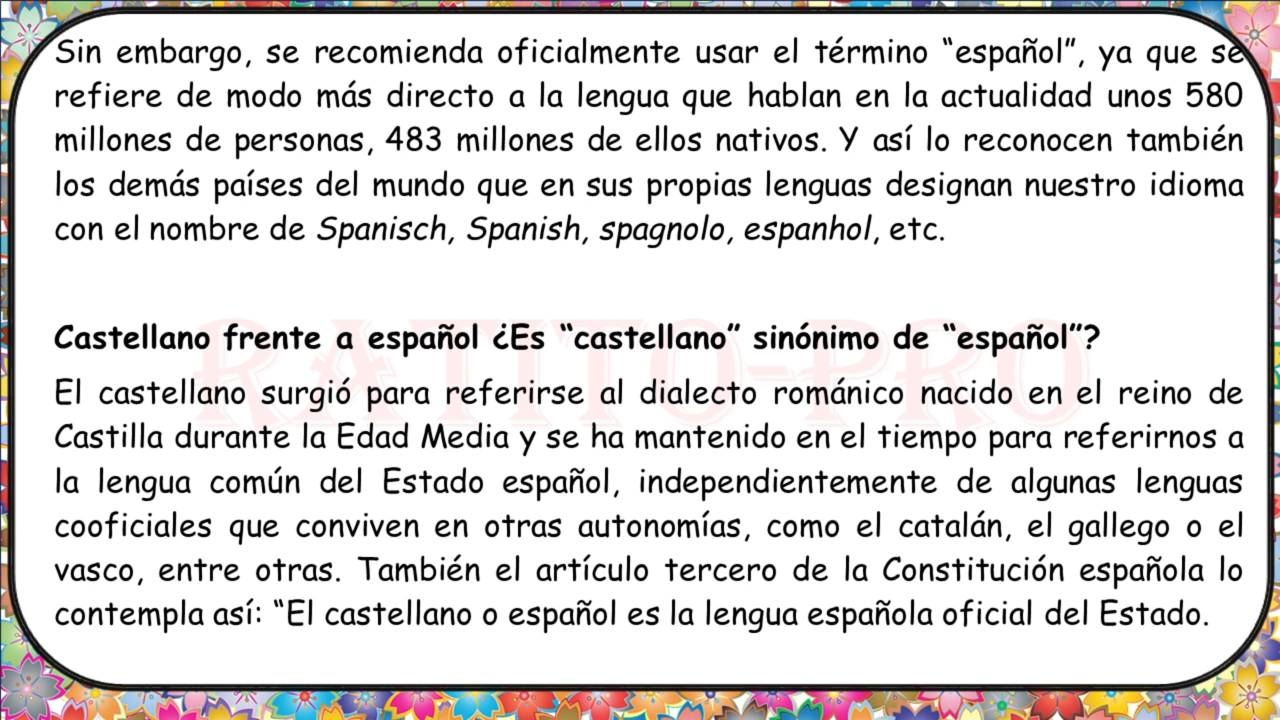 Sin embargo, se recomienda oficialmente usar el término “español”, ya que se
refiere de modo más directo a la lengua que hablan en la actualidad unos 580
millones de personas, 483 millones de ellos nativos. Y así lo reconocen también
los demás países del mundo que en sus propias lenguas designan nuestro idioma
con el nombre de Spanisch, Spanish, spagnolo, espanhol, etc.
Castellano frente a español ¿Es “castellano” sinónimo de “español”?
RATITO-PRO
El castellano surgió para referirse al dialecto románico nacido en el reino de
Castilla durante la Edad Media y se ha mantenido en el tiempo para referirnos a
la lengua común del Estado español, independientemente de algunas lenguas
cooficiales que conviven en otras autonomías, como el catalán, el gallego o el
vasco, entre otras. También el artículo tercero de la Constitución española lo
contempla así: “El castellano o español es la lengua española oficial del Estado.